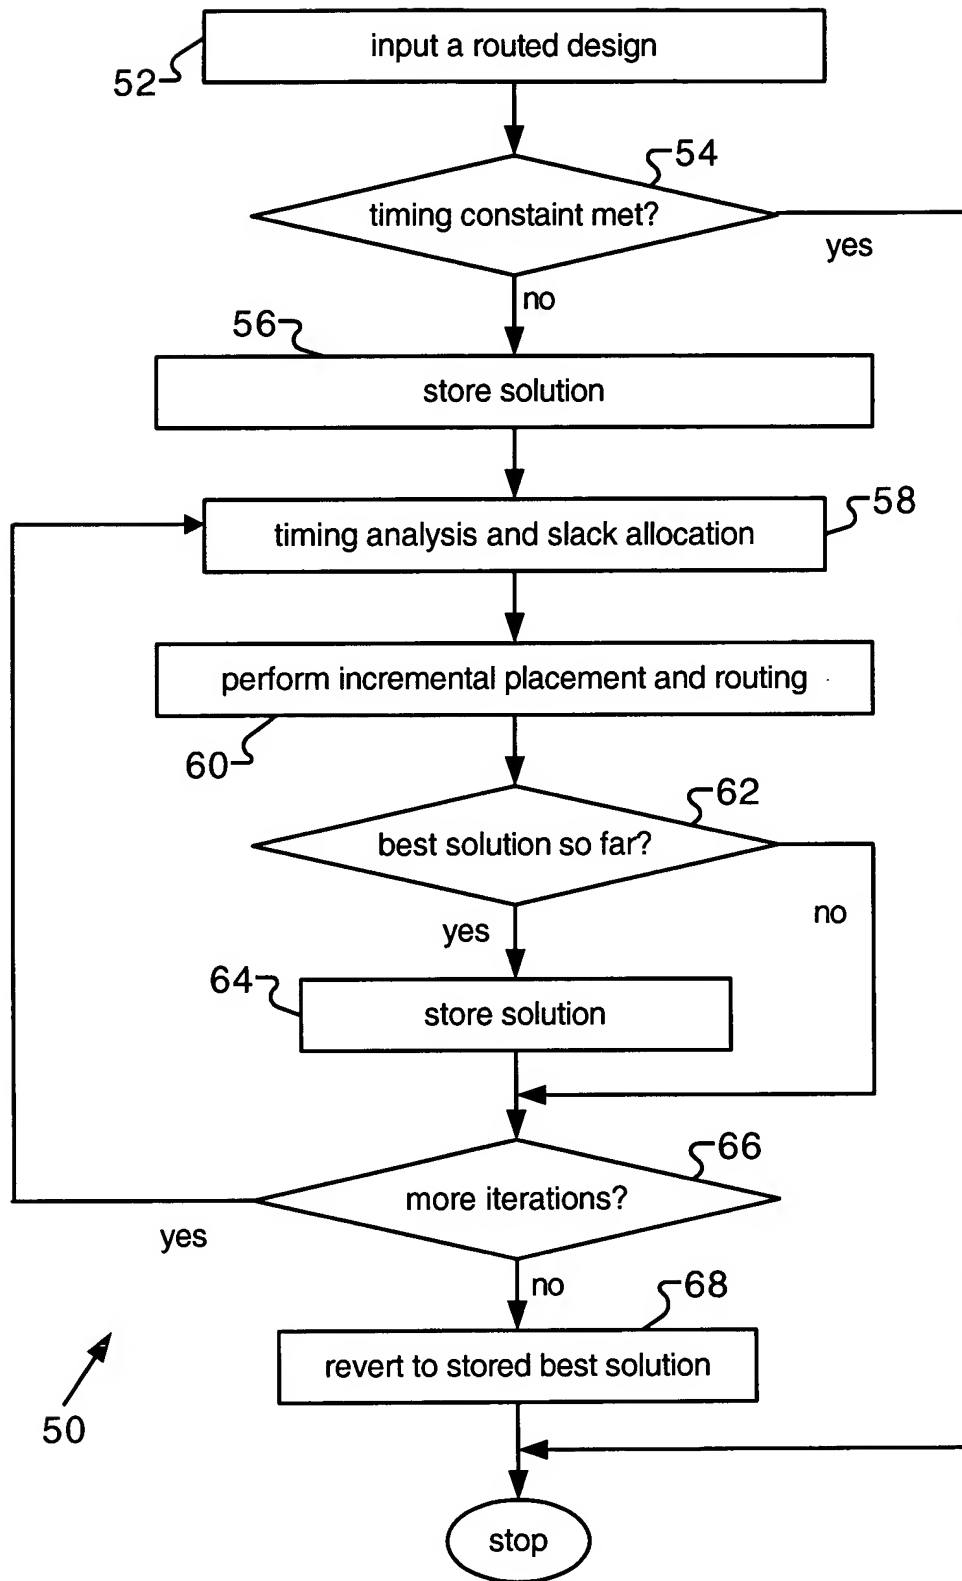 input a routed design
52
54
timing constaint met?
yes
no
56
store solution
58
timing analysis and slack allocation
perform incremental placement and routing
60
62
best solution so far?
no
yes
64
store solution
66
more iterations?
yes
no
68
revert to stored best solution
50
stop